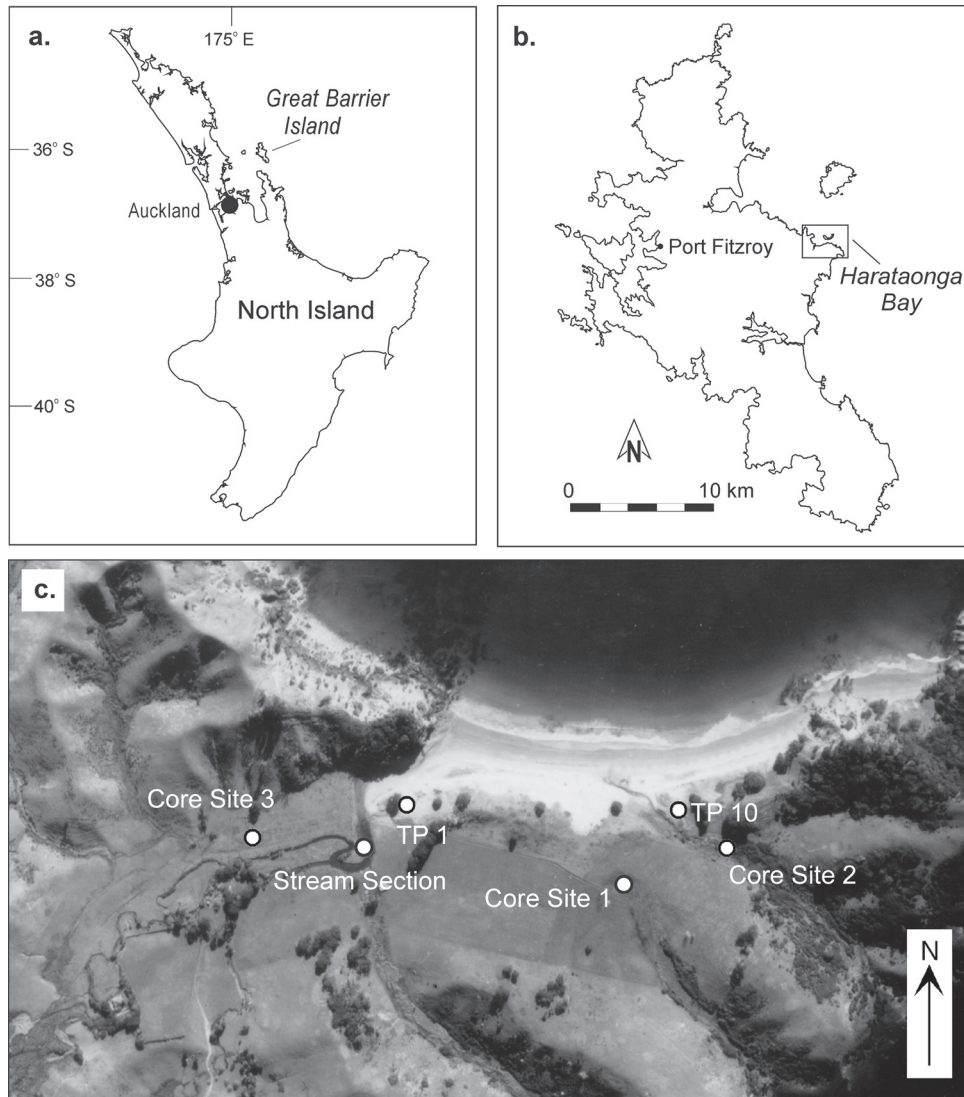 a.
175° E
Great Barrier
Island
36° S
Auckland
38° S
North Island
40° S
b.
Port Fitzroy
Harataonga
Bay
N
0 10 km
c.
Core Site 3
TP 1
TP 10
Stream Section
Core Site 1
Core Site 2
N